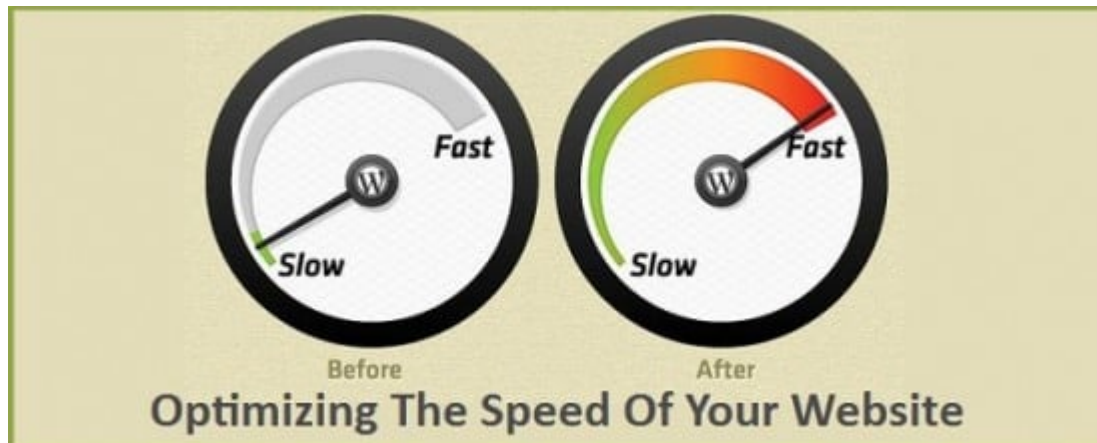 Fast Fast
W W
Slow Slow
Before After
Optimizing The Speed Of Your Website